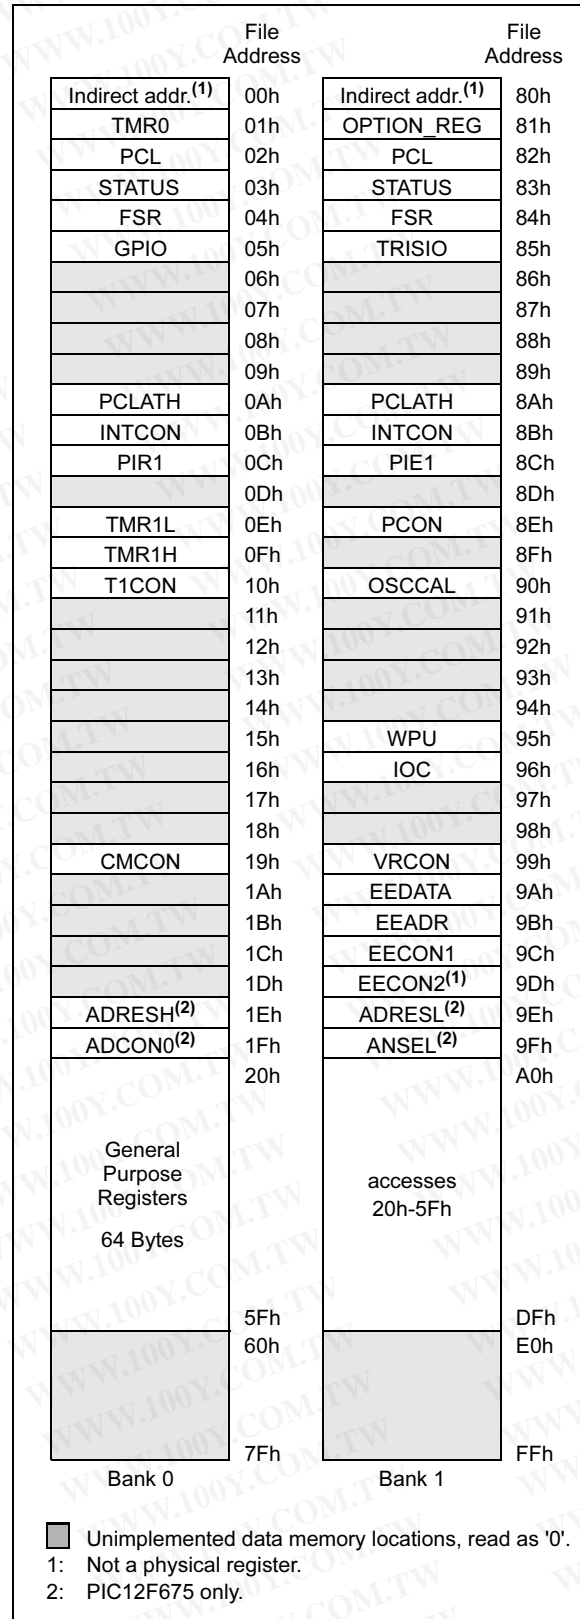 File Address File Address
Indirect addr.(1) 00h Indirect addr.(1) 80h
TMR0 01h OPTION_REG 81h
PCL 02h PCL 82h
STATUS 03h STATUS 83h
FSR 04h FSR 84h
GPIO 05h TRISIO 85h
06h 86h
07h 87h
08h 88h
09h 89h
PCLATH 0Ah PCLATH 8Ah
INTCON 0Bh INTCON 8Bh
PIR1 0Ch PIE1 8Ch
0Dh 8Dh
TMR1L 0Eh PCON 8Eh
TMR1H 0Fh 8Fh
T1CON 10h OSCCAL 90h
11h 91h
12h 92h
13h 93h
14h 94h
15h WPU 95h
16h IOC 96h
17h 97h
18h 98h
CMCON 19h VRCON 99h
1Ah EEDATA 9Ah
1Bh EEADR 9Bh
1Ch EECON1 9Ch
1Dh EECON2(1) 9Dh
ADRESH(2) 1Eh ADRESL(2) 9Eh
ADCON0(2) 1Fh ANSEL(2) 9Fh
20h A0h
General
Purpose
Registers
64 Bytes
accesses
20h-5Fh
5Fh DFh
60h E0h
7Fh FFh
Bank 0 Bank 1
Unimplemented data memory locations, read as '0'.
1: Not a physical register.
2: PIC12F675 only.
WWW.100Y.COM.TW